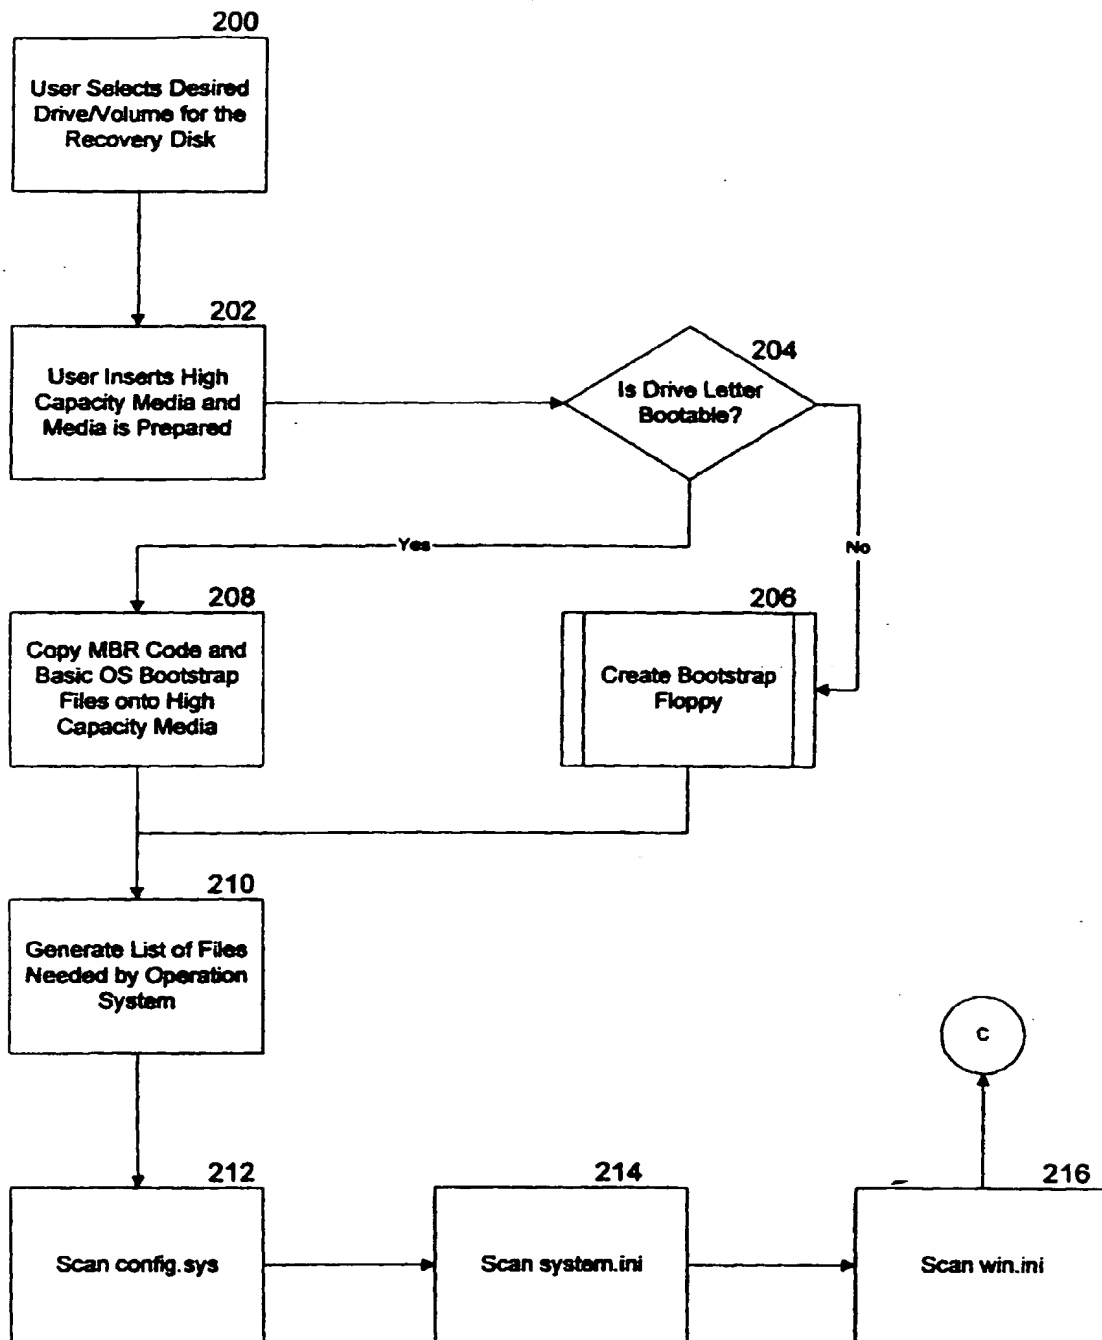 200
User Selects Desired
Drive/Volume for the
Recovery Disk
202
User Inserts High
Capacity Media and
Media is Prepared
204
Is Drive Letter
Bootable?
Yes
No
208
Copy MBR Code and
Basic OS Bootstrap
Files onto High
Capacity Media
206
Create Bootstrap
Floppy
210
Generate List of Files
Needed by Operation
System
C
212
Scan config.sys
214
Scan system.ini
216
Scan win.ini